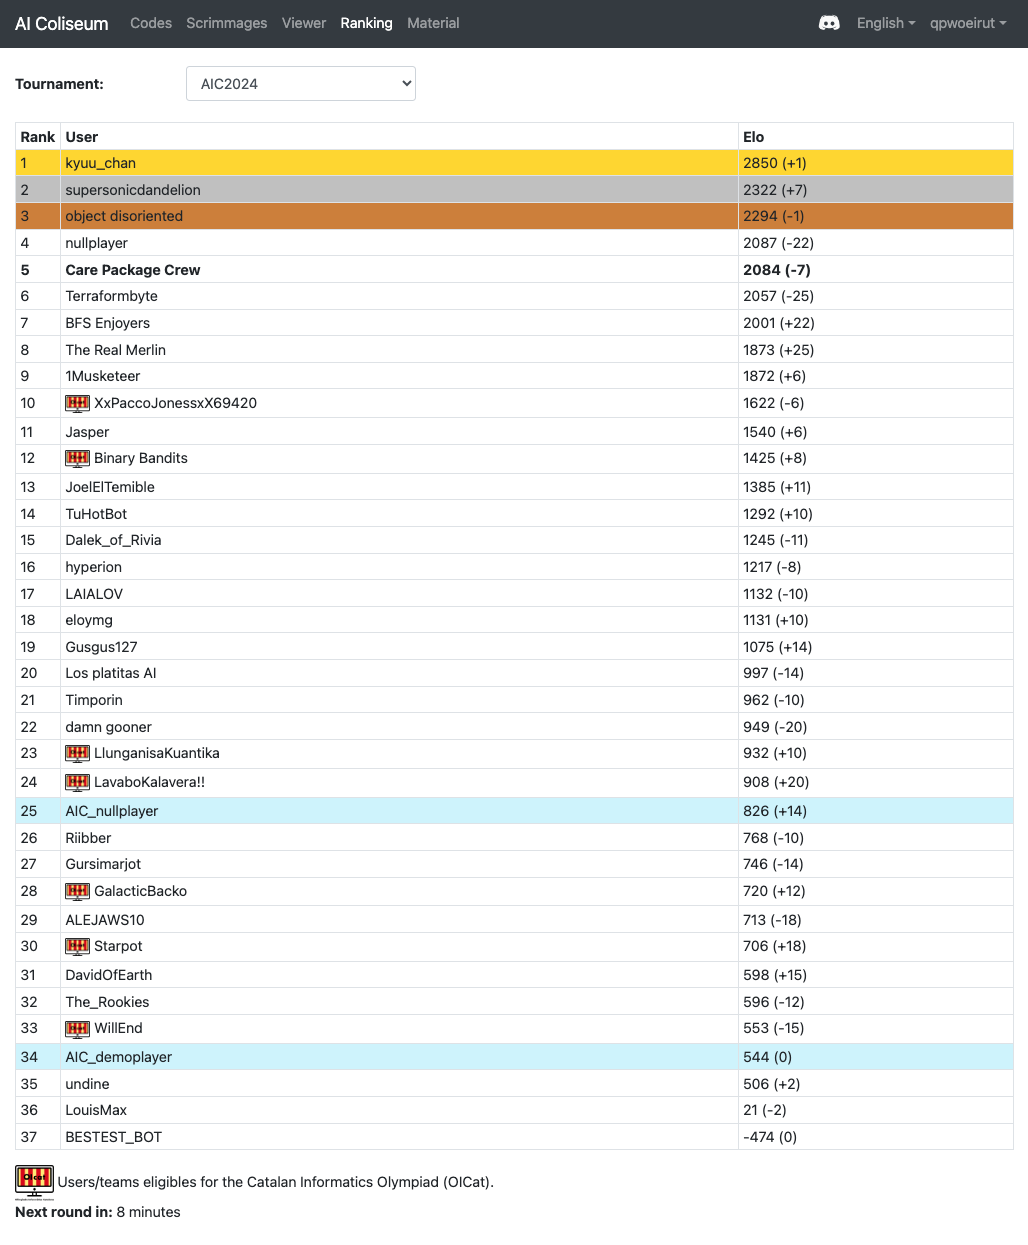 AI Coliseum Codes Scrimmages Viewer Ranking Material English qpwoeirut
Tournament: AIC2024
Rank User Elo
1 kyuu_chan 2850 (+1)
2 supersonicdandelion 2322 (+7)
3 object disoriented 2294 (-1)
4 nullplayer 2087 (-22)
5 Care Package Crew 2084 (-7)
6 Terraformbyte 2057 (-25)
7 BFS Enjoyers 2001 (+22)
8 The Real Merlin 1873 (+25)
9 1Musketeer 1872 (+6)
10 XxPaccoJonessxX69420 1622 (-6)
11 Jasper 1540 (+6)
12 Binary Bandits 1425 (+8)
13 JoelElTemible 1385 (+11)
14 TuHotBot 1292 (+10)
15 Dalek_of_Rivia 1245 (-11)
16 hyperion 1217 (-8)
17 LAIALOV 1132 (-10)
18 eloymg 1131 (+10)
19 Gusgus127 1075 (+14)
20 Los platitas AI 997 (-14)
21 Timporin 962 (-10)
22 damn gooner 949 (-20)
23 LlunganisaKuantika 932 (+10)
24 LavaboKalavera!! 908 (+20)
25 AIC_nullplayer 826 (+14)
26 Riibber 768 (-10)
27 Gursimarjot 746 (-14)
28 GalacticBacko 720 (+12)
29 ALEJAWS10 713 (-18)
30 Starpot 706 (+18)
31 DavidOfEarth 598 (+15)
32 The_Rookies 596 (-12)
33 WillEnd 553 (-15)
34 AIC_demoplayer 544 (0)
35 undine 506 (+2)
36 LouisMax 21 (-2)
37 BESTEST_BOT -474 (0)
OIcat Users/teams eligibles for the Catalan Informatics Olympiad (OICat).
Next round in: 8 minutes